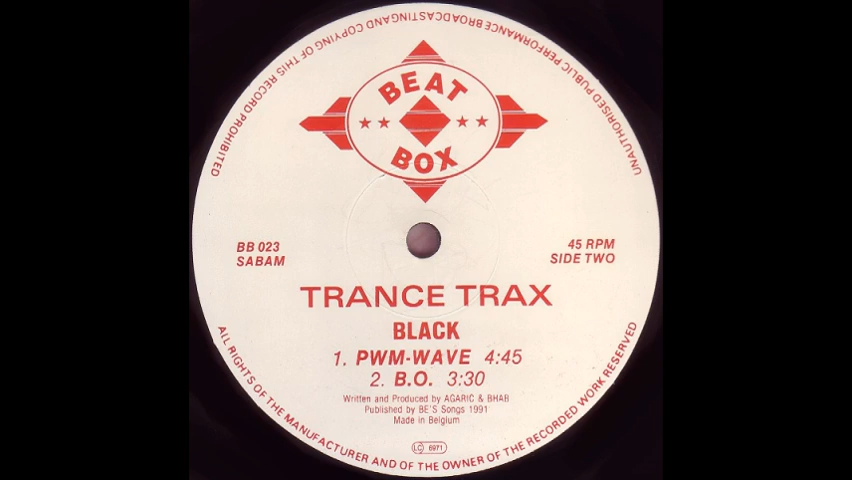 UNAUTHORISED PUBLIC PERFORMANCE BROADCASTING AND COPYING OF THIS RECORD PROHIBITED
BEAT
BOX
BB 023
SABAM
45 RPM
SIDE TWO
TRANCE TRAX
BLACK
1. PWM-WAVE 4:45
2. B.O. 3:30
Written and Produced by AGARIC & BHAB
Published by BE'S Songs 1991
Made in Belgium
LC 6971
ALL RIGHTS OF THE MANUFACTURER AND OF THE OWNER OF THE RECORDED WORK RESERVED